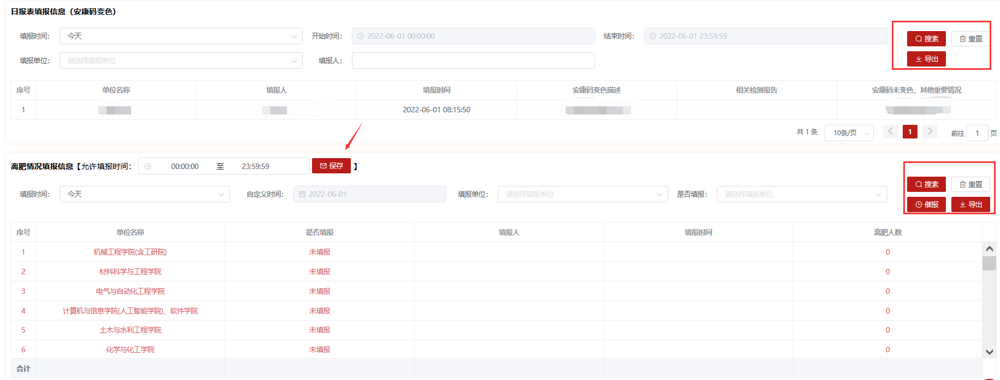 日报表填报信息（安康码变色）
填报时间： 今天 开始时间： 2022-06-01 00:00:00 结束时间： 2022-06-01 23:59:59 搜索 重置
填报单位： 请选择填报单位 填报人： 导出
序号 单位名称 填报人 填报时间 安康码变色描述 相关检测报告 安康码未变色，其他重要情况
1 2022-06-01 08:15:50
共 1 条 10条/页 1 前往 1 页
离肥情况填报信息【允许填报时间： 00:00:00 至 23:59:59 保存 】
填报时间： 今天 自定义时间： 2022-06-01 填报单位： 请选择填报单位 是否填报： 请选择填报单位 搜索 重置
催报 导出
序号 单位名称 是否填报 填报人 填报时间 离肥人数
1 机械工程学院(含工研院) 未填报 0
2 材料科学与工程学院 未填报 0
3 电气与自动化工程学院 未填报 0
4 计算机与信息学院(人工智能学院)、软件学院 未填报 0
5 土木与水利工程学院 未填报 0
6 化学与化工学院 未填报 0
合计